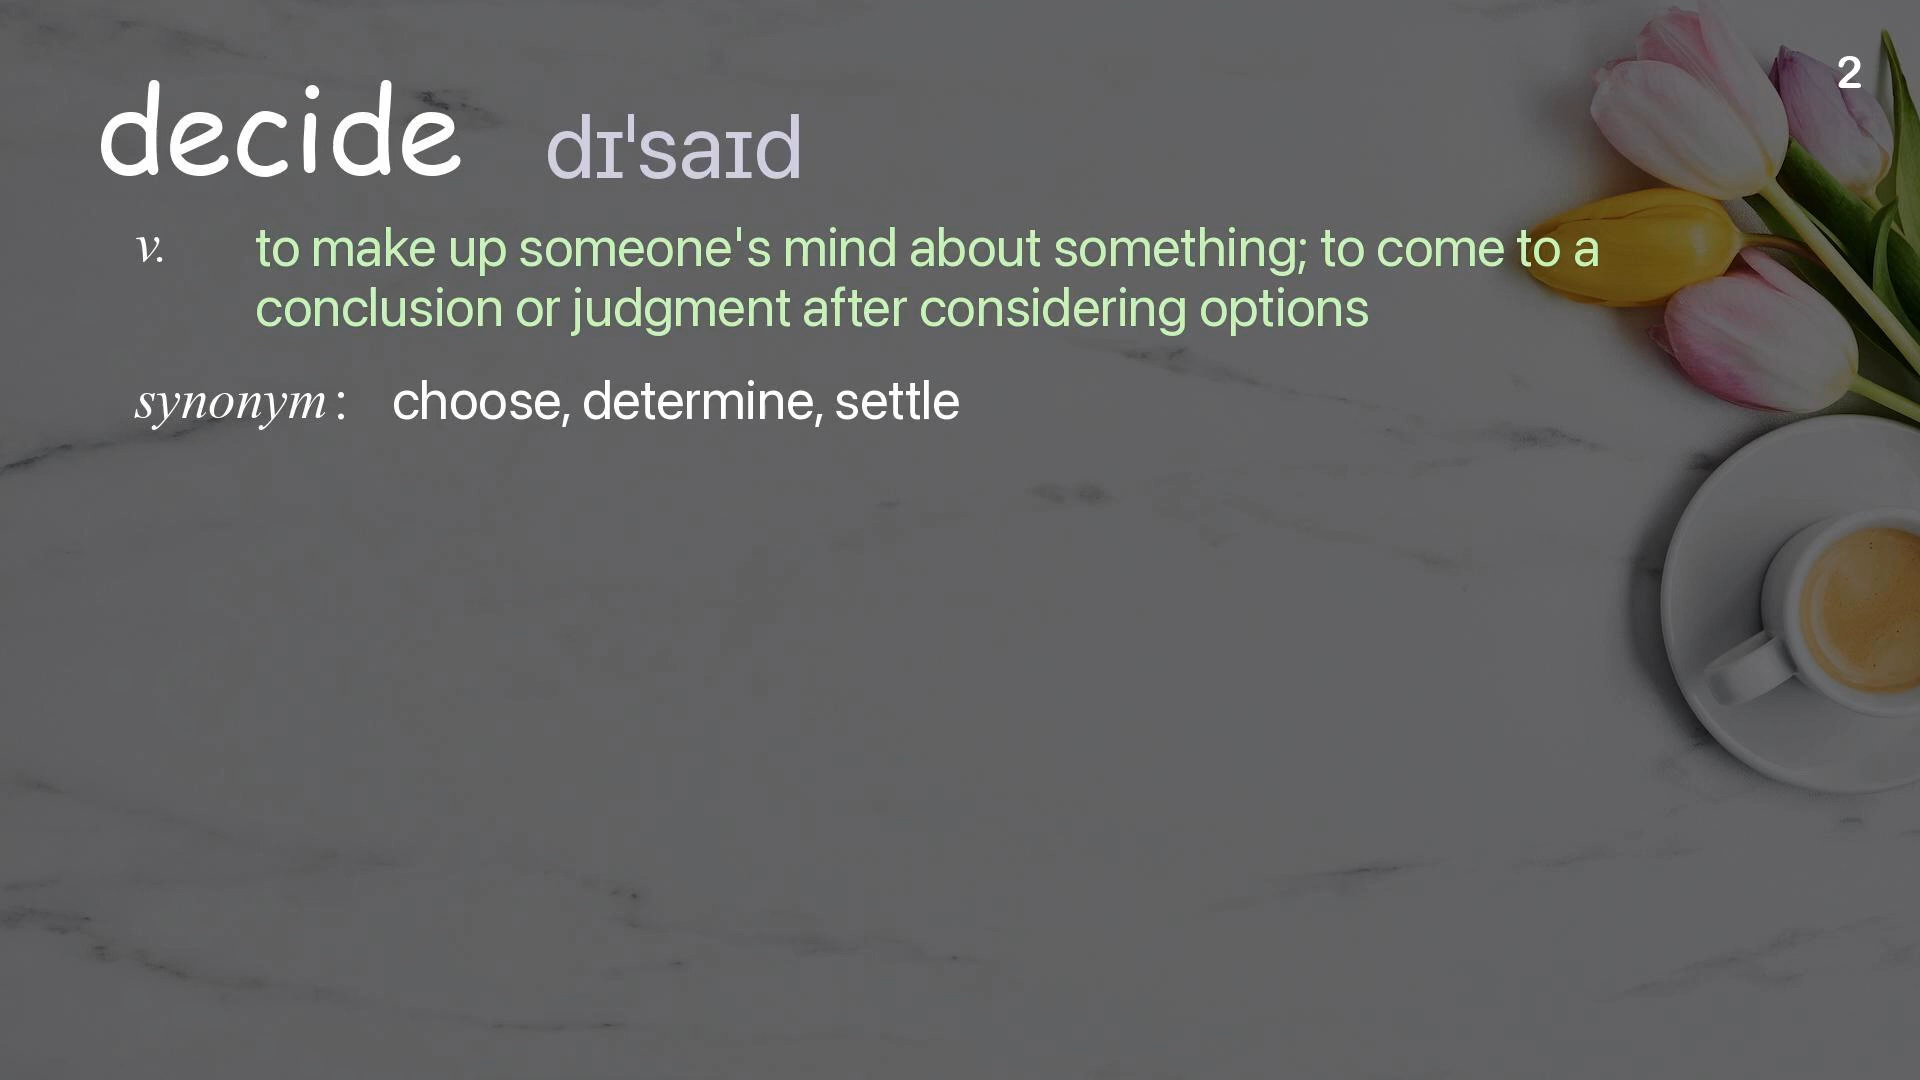 2
decide dɪˈsaɪd
v. to make up someone's mind about something; to come to a
conclusion or judgment after considering options
synonym : choose, determine, settle